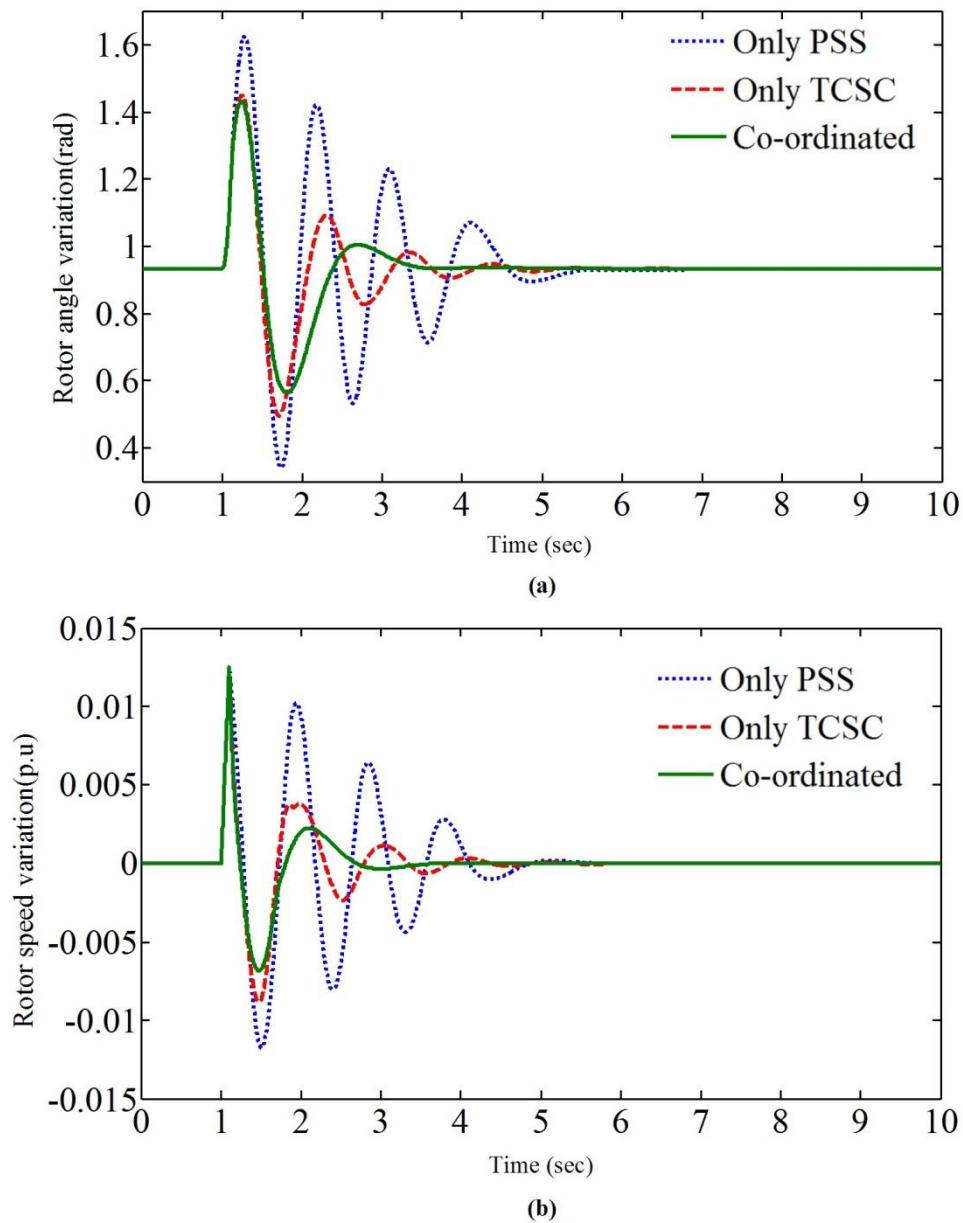 1.6
1.4
1.2
1
0.8
0.6
0.4
Rotor angle variation(rad)
Only PSS
Only TCSC
Co-ordinated
0 1 2 3 4 5 6 7 8 9 10
Time (sec)
(a)
0.015
0.01
0.005
0
-0.005
-0.01
-0.015
Rotor speed variation(p.u)
Only PSS
Only TCSC
Co-ordinated
0 1 2 3 4 5 6 7 8 9 10
Time (sec)
(b)